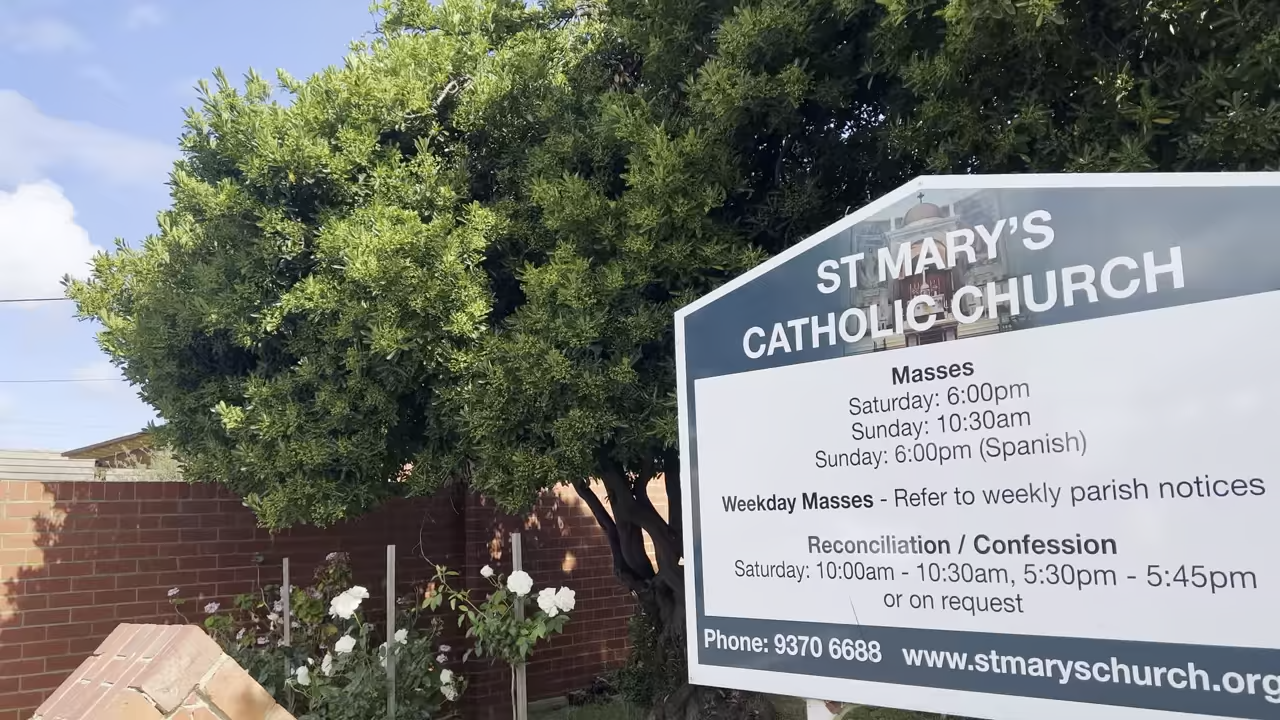 ST MARY'S
CATHOLIC CHURCH
Masses
Saturday: 6:00pm
Sunday: 10:30am
Sunday: 6:00pm (Spanish)
Weekday Masses - Refer to weekly parish notices
Reconciliation / Confession
Saturday: 10:00am - 10:30am, 5:30pm - 5:45pm
or on request
Phone: 9370 6688 www.stmaryschurch.org